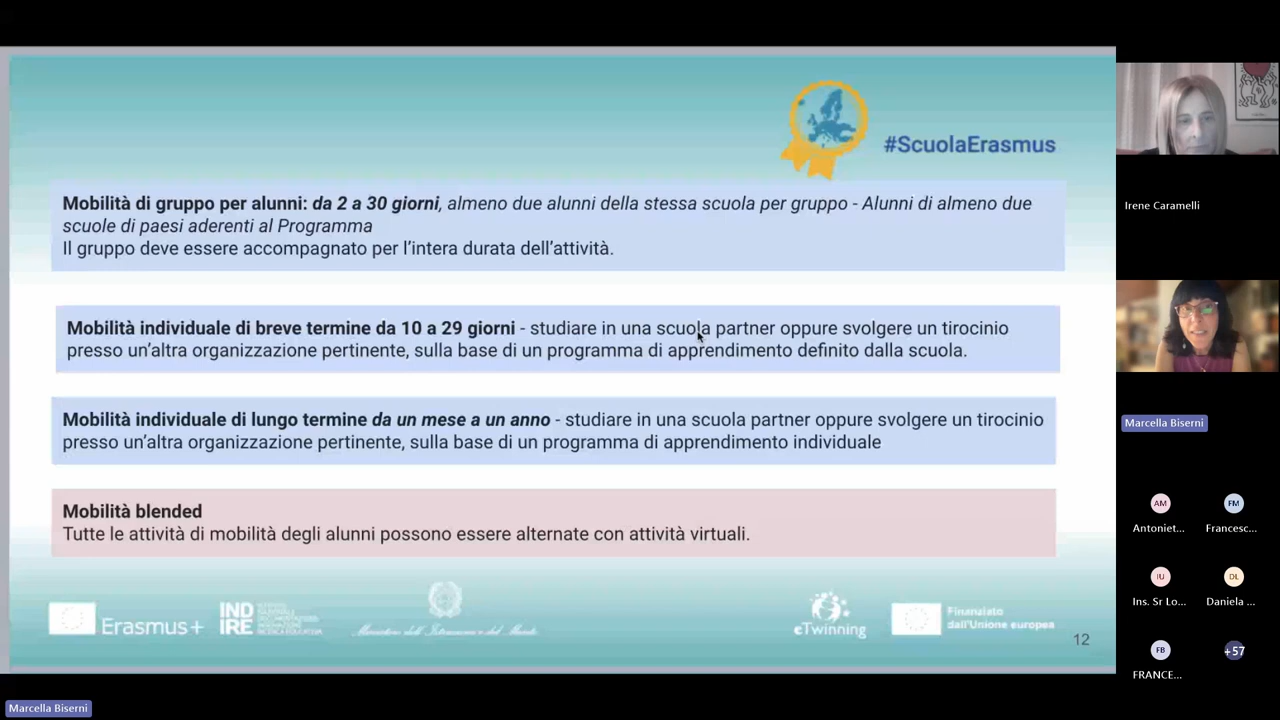 #ScuolaErasmus
Mobilità di gruppo per alunni: da 2 a 30 giorni, almeno due alunni della stessa scuola per gruppo - Alunni di almeno due
scuole di paesi aderenti al Programma
Il gruppo deve essere accompagnato per l’intera durata dell’attività.
Mobilità individuale di breve termine da 10 a 29 giorni - studiare in una scuola partner oppure svolgere un tirocinio
presso un’altra organizzazione pertinente, sulla base di un programma di apprendimento definito dalla scuola.
Mobilità individuale di lungo termine da un mese a un anno - studiare in una scuola partner oppure svolgere un tirocinio
presso un’altra organizzazione pertinente, sulla base di un programma di apprendimento individuale
Mobilità blended
Tutte le attività di mobilità degli alunni possono essere alternate con attività virtuali.
Erasmus+
IND
IRE
eTwinning
Finanziato
dall'Unione europea
12
Marcella Biserni
Irene Caramelli
Marcella Biserni
AM
FM
Antoniet...
Francesc...
IU
DL
Ins. Sr Lo...
Daniela ...
FB
+57
FRANCE...